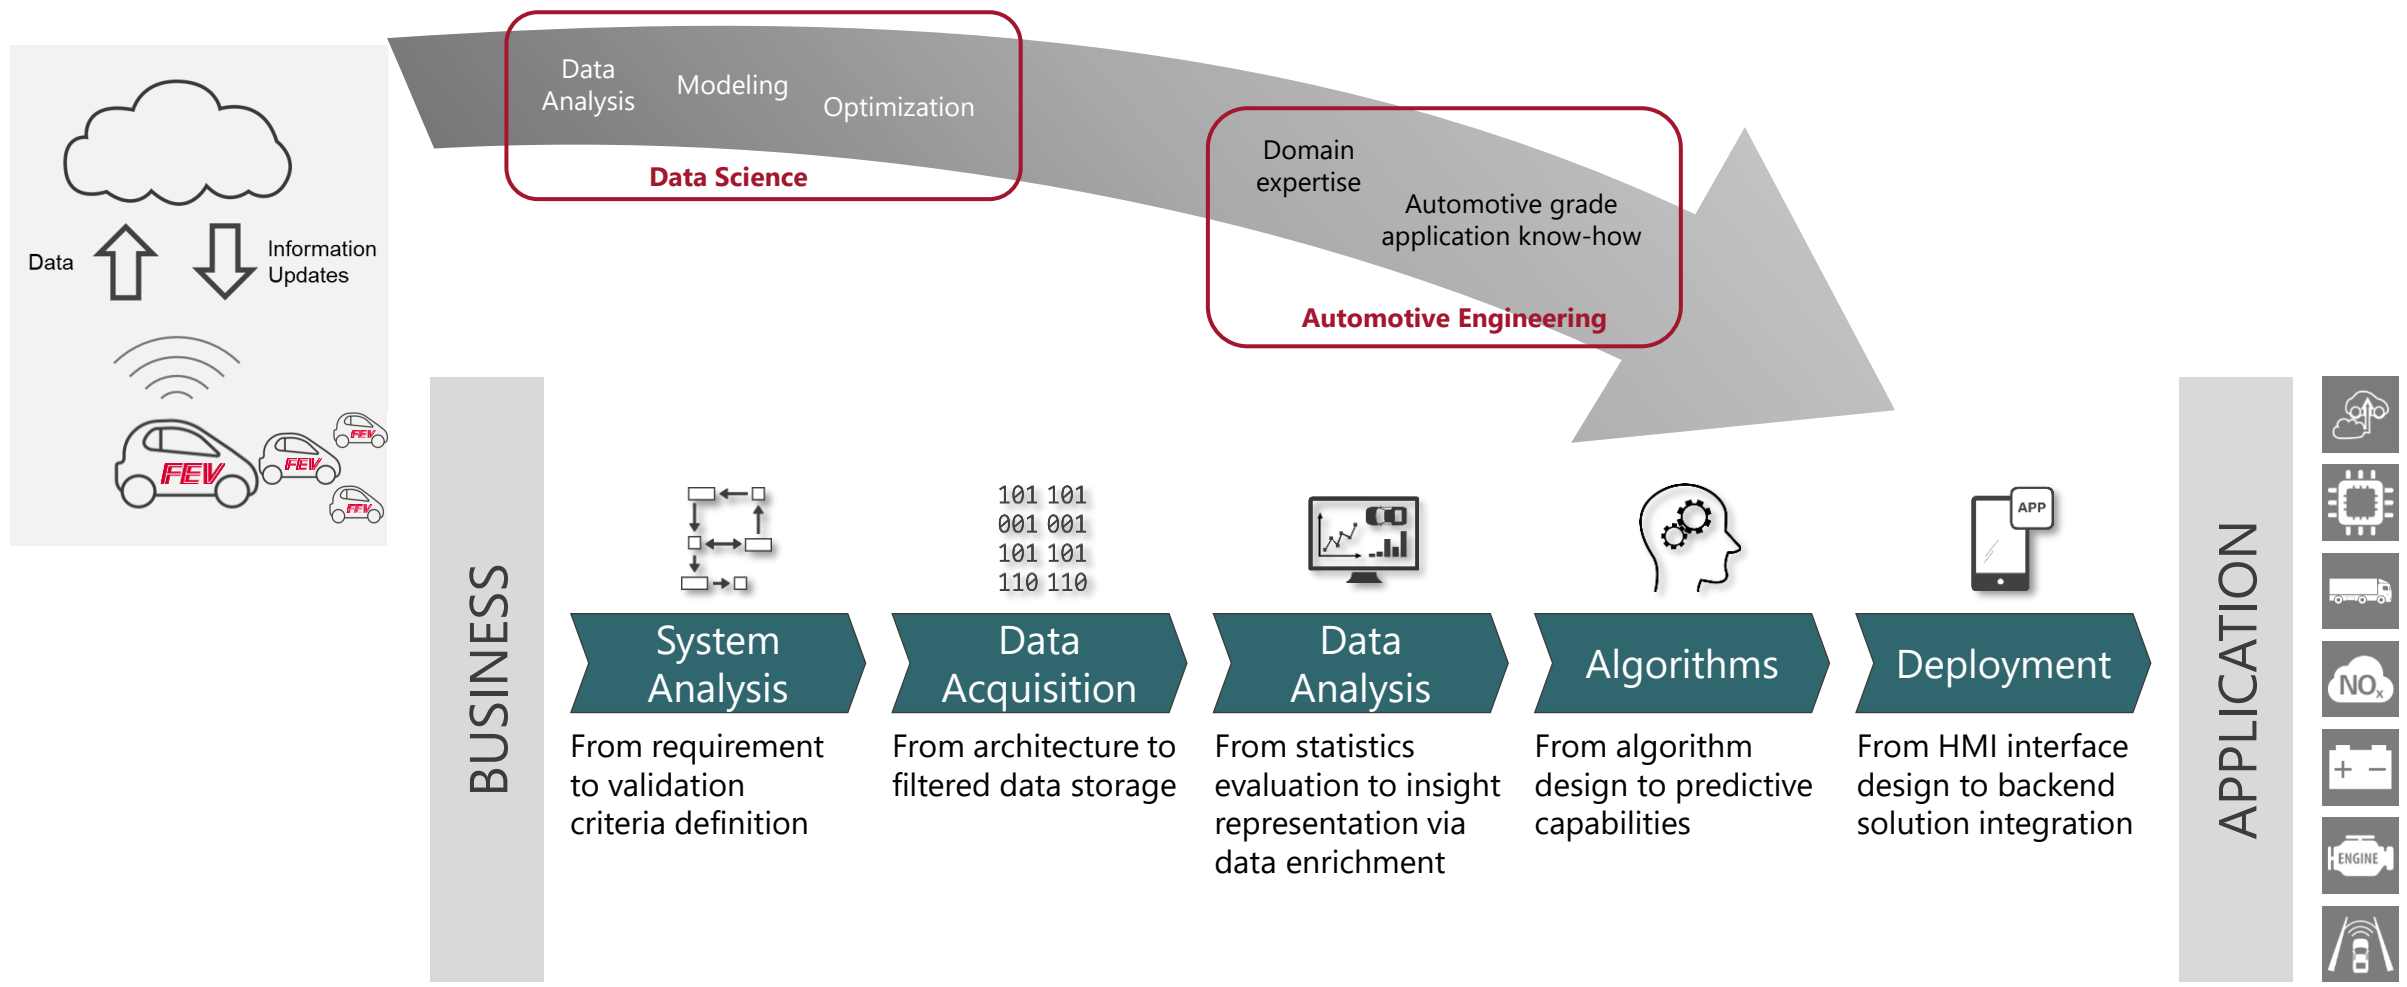 Data
Analysis
Modeling
Optimization
Data Science
Domain
expertise
Automotive grade
application know-how
Automotive Engineering
Data
Information
Updates
FEV
FEV
FEV
FEV
BUSINESS
101 101
001 001
101 101
110 110
APP
System
Analysis
Data
Acquisition
Data
Analysis
Algorithms
Deployment
From requirement
to validation
criteria definition
From architecture to
filtered data storage
From statistics
evaluation to insight
representation via
data enrichment
From algorithm
design to predictive
capabilities
From HMI interface
design to backend
solution integration
APPLICATION
NOx
+ −
ENGINE